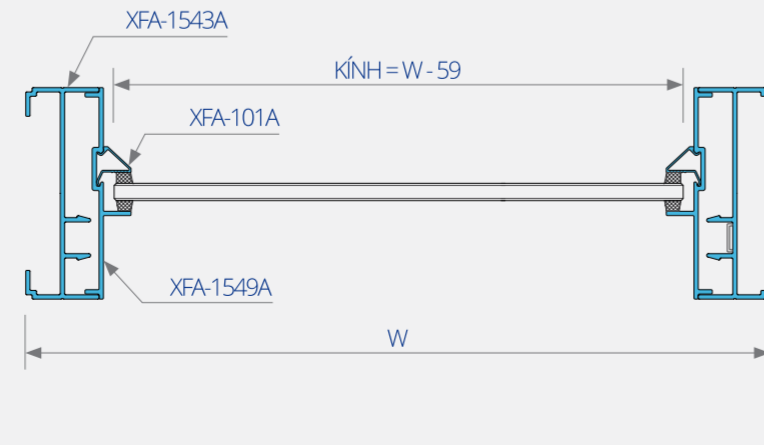 XFA-1543A
KÍNH = W - 59
XFA-101A
XFA-1549A
W